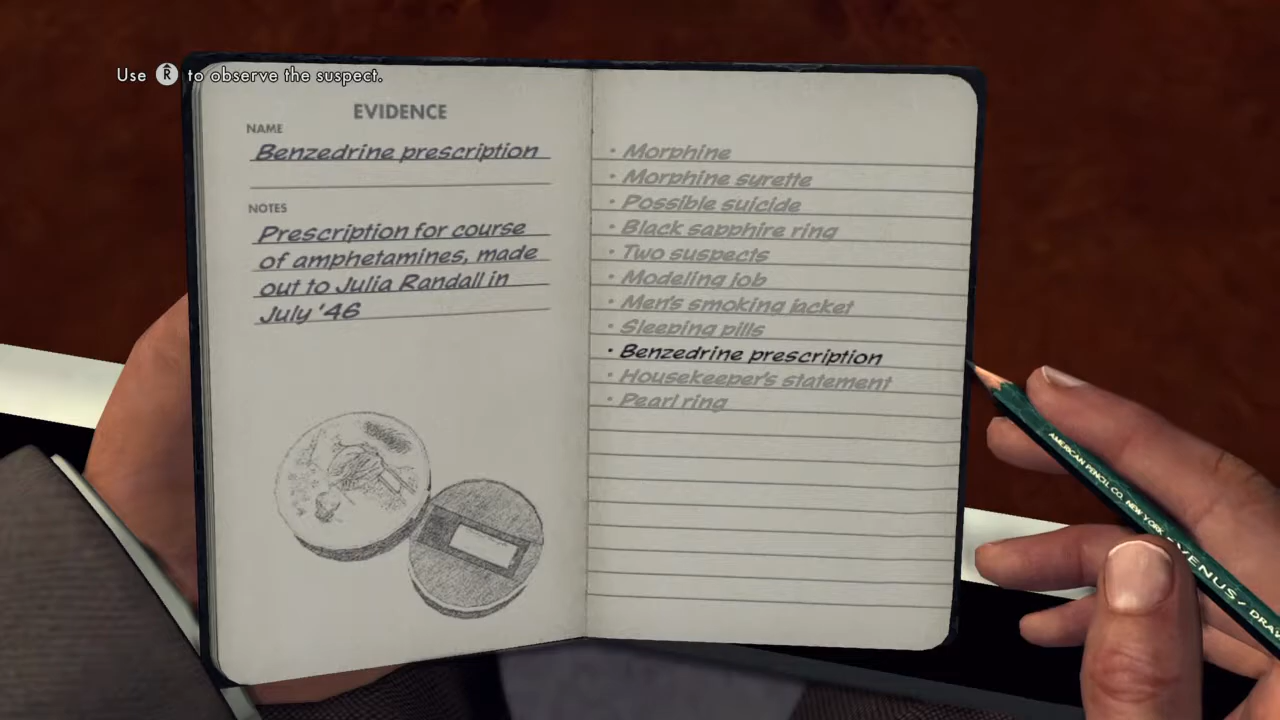 Use R to observe the suspect.
EVIDENCE
NAME
Benzedrine prescription
NOTES
Prescription for course
of amphetamines, made
out to Julia Randall in
July '46
• Morphine
• Morphine syrette
• Possible suicide
• Black sapphire ring
• Two suspects
• Modeling job
• Men's smoking jacket
• Sleeping pills
• Benzedrine prescription
• Housekeeper's statement
• Pearl ring
AMERICAN PENCIL CO. NEW YORK VENUS / DRAW